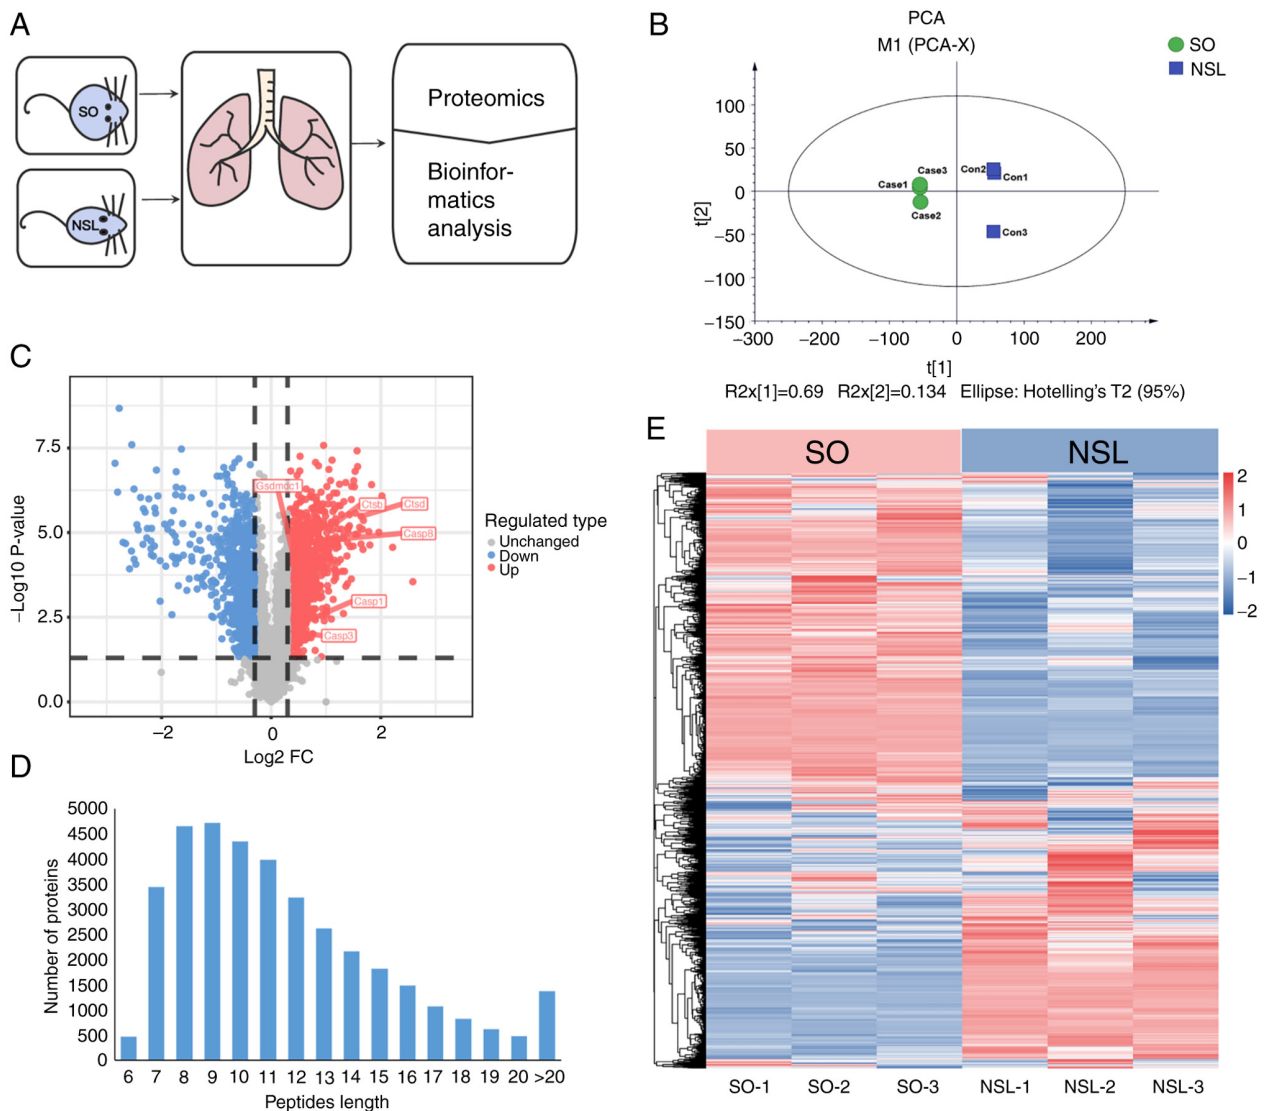 A
SO
NSL
Proteomics
Bioinfor-
matics
analysis
B
PCA
M1 (PCA-X)
SO
NSL
t[2]
100
50
0
−50
−100
−150
Case3
Case1
Case2
Con2
Con1
Con3
−300
−200
−100
0
100
200
t[1]
R2x[1]=0.69 R2x[2]=0.134 Ellipse: Hotelling's T2 (95%)
C
−Log10 P-value
7.5
5.0
2.5
0.0
Gsdmdc1
Ctsb
Ctsd
Casp8
Casp1
Casp3
−2
0
2
Log2 FC
Regulated type
Unchanged
Down
Up
D
Number of proteins
5000
4500
4000
3500
3000
2500
2000
1500
1000
500
0
6 7 8 9 10 11 12 13 14 15 16 17 18 19 20 >20
Peptides length
E
SO
NSL
2
1
0
−1
−2
SO-1
SO-2
SO-3
NSL-1
NSL-2
NSL-3